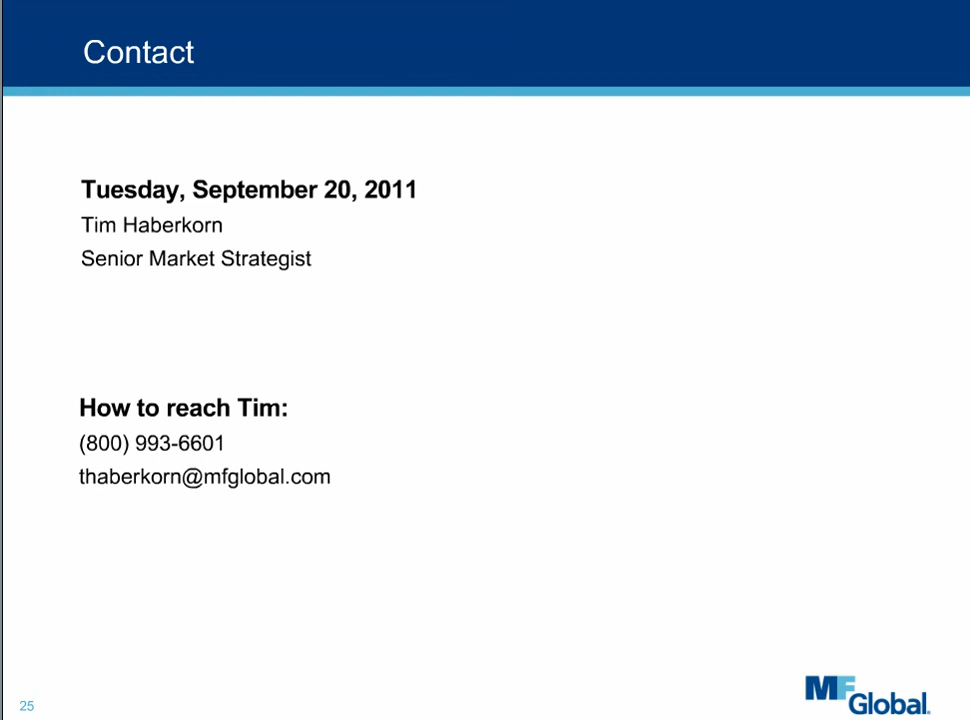 Contact
Tuesday, September 20, 2011
Tim Haberkorn
Senior Market Strategist
How to reach Tim:
(800) 993-6601
thaberkorn@mfglobal.com
25
MF Global.